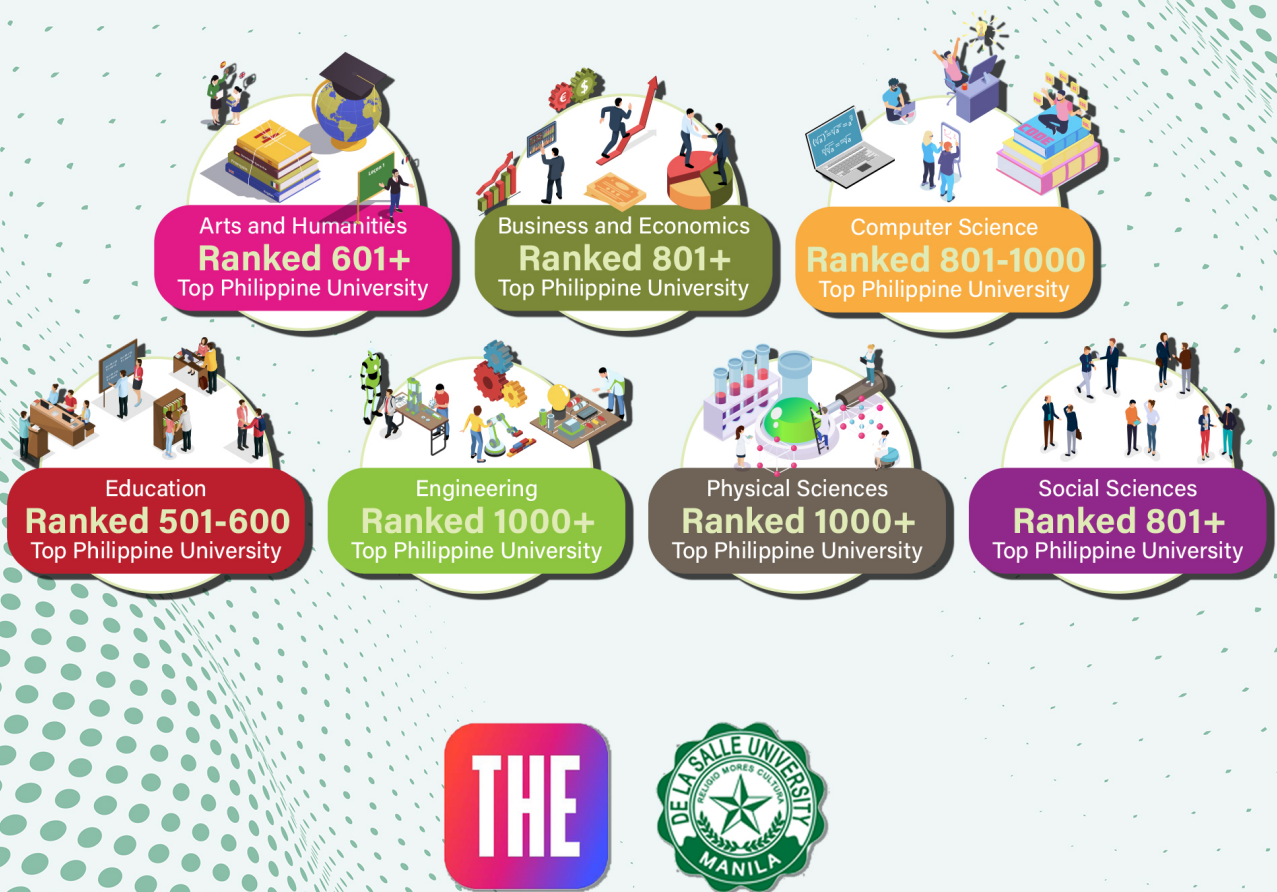 Arts and Humanities
Ranked 601+
Top Philippine University
Business and Economics
Ranked 801+
Top Philippine University
CODE
Computer Science
Ranked 801-1000
Top Philippine University
Education
Ranked 501-600
Top Philippine University
Engineering
Ranked 1000+
Top Philippine University
Physical Sciences
Ranked 1000+
Top Philippine University
Social Sciences
Ranked 801+
Top Philippine University
THE
DE LA SALLE UNIVERSITY
RELIGIO MORES CULTURA
MANILA